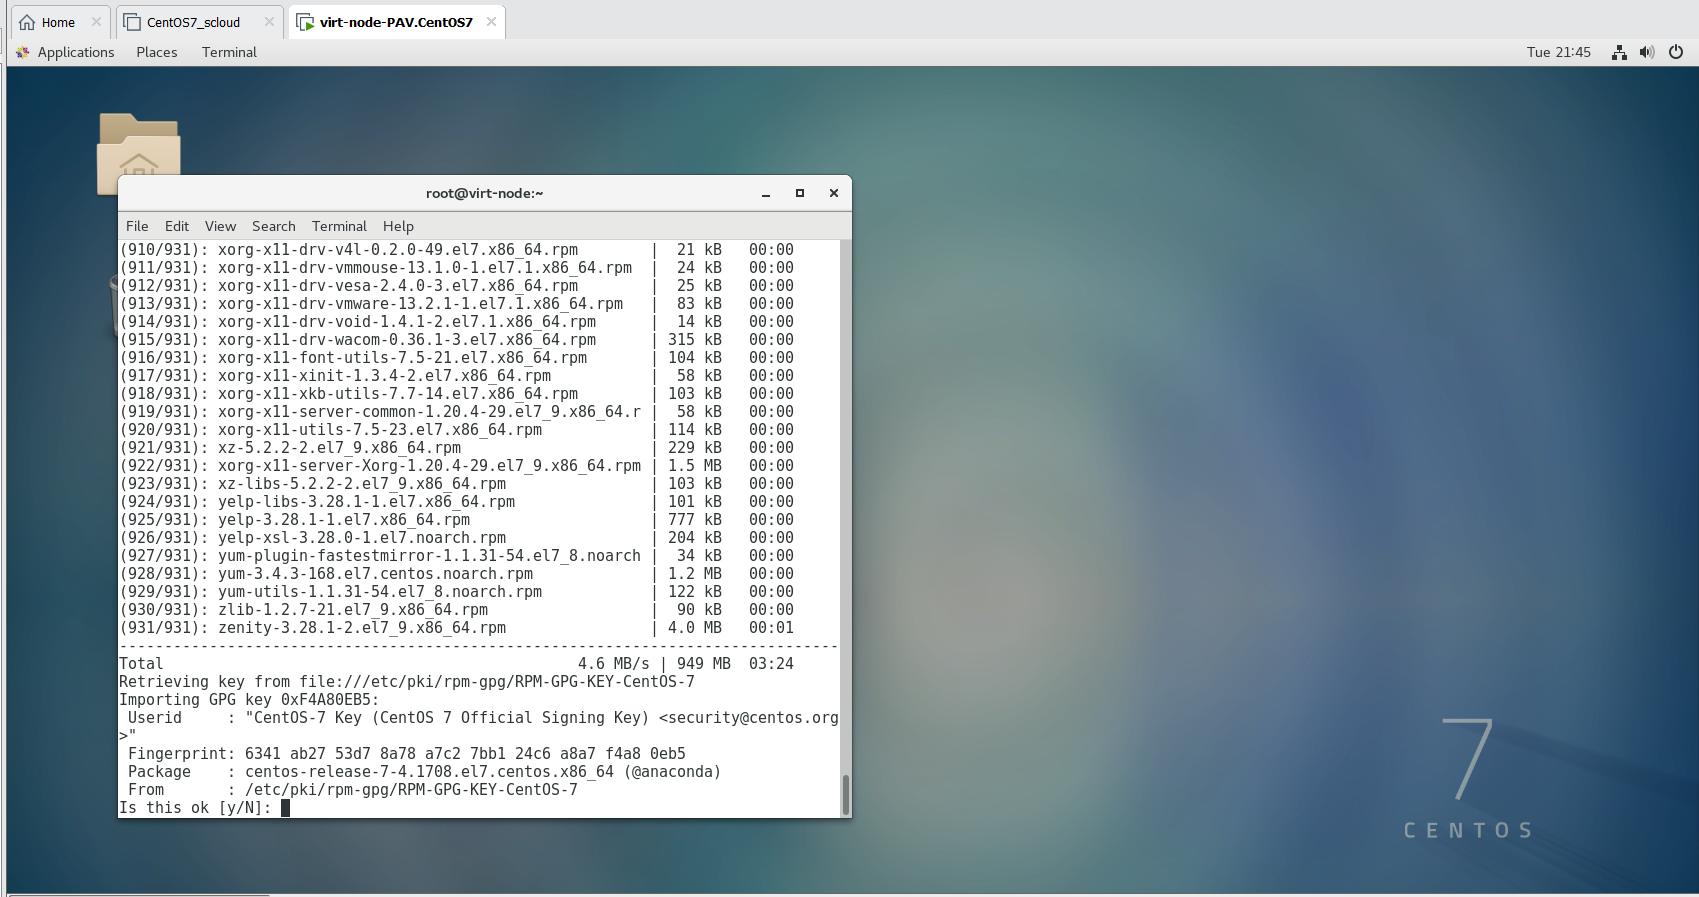 Home
CentOS7_scloud
virt-node-PAV.CentOS7
Applications Places Terminal
Tue 21:45
root@virt-node:~
File Edit View Search Terminal Help
(910/931): xorg-x11-drv-v4l-0.2.0-49.el7.x86_64.rpm | 21 kB 00:00
(911/931): xorg-x11-drv-vmmouse-13.1.0-1.el7.1.x86_64.rpm | 24 kB 00:00
(912/931): xorg-x11-drv-vesa-2.4.0-3.el7.x86_64.rpm | 25 kB 00:00
(913/931): xorg-x11-drv-vmware-13.2.1-1.el7.1.x86_64.rpm | 83 kB 00:00
(914/931): xorg-x11-drv-void-1.4.1-2.el7.1.x86_64.rpm | 14 kB 00:00
(915/931): xorg-x11-drv-wacom-0.36.1-3.el7.x86_64.rpm | 315 kB 00:00
(916/931): xorg-x11-font-utils-7.5-21.el7.x86_64.rpm | 104 kB 00:00
(917/931): xorg-x11-xinit-1.3.4-2.el7.x86_64.rpm | 58 kB 00:00
(918/931): xorg-x11-xkb-utils-7.7-14.el7.x86_64.rpm | 103 kB 00:00
(919/931): xorg-x11-server-common-1.20.4-29.el7_9.x86_64.r | 58 kB 00:00
(920/931): xorg-x11-utils-7.5-23.el7.x86_64.rpm | 114 kB 00:00
(921/931): xz-5.2.2-2.el7_9.x86_64.rpm | 229 kB 00:00
(922/931): xorg-x11-server-Xorg-1.20.4-29.el7_9.x86_64.rpm | 1.5 MB 00:00
(923/931): xz-libs-5.2.2-2.el7_9.x86_64.rpm | 103 kB 00:00
(924/931): yelp-libs-3.28.1-1.el7.x86_64.rpm | 101 kB 00:00
(925/931): yelp-3.28.1-1.el7.x86_64.rpm | 777 kB 00:00
(926/931): yelp-xsl-3.28.0-1.el7.noarch.rpm | 204 kB 00:00
(927/931): yum-plugin-fastestmirror-1.1.31-54.el7_8.noarch | 34 kB 00:00
(928/931): yum-3.4.3-168.el7.centos.noarch.rpm | 1.2 MB 00:00
(929/931): yum-utils-1.1.31-54.el7_8.noarch.rpm | 122 kB 00:00
(930/931): zlib-1.2.7-21.el7_9.x86_64.rpm | 90 kB 00:00
(931/931): zenity-3.28.1-2.el7_9.x86_64.rpm | 4.0 MB 00:01
--------------------------------------------------------------------------------
Total 4.6 MB/s | 949 MB 03:24
Retrieving key from file:///etc/pki/rpm-gpg/RPM-GPG-KEY-CentOS-7
Importing GPG key 0xF4A80EB5:
Userid : "CentOS-7 Key (CentOS 7 Official Signing Key) <security@centos.org
>"
Fingerprint: 6341 ab27 53d7 8a78 a7c2 7bb1 24c6 a8a7 f4a8 0eb5
Package : centos-release-7-4.1708.el7.centos.x86_64 (@anaconda)
From : /etc/pki/rpm-gpg/RPM-GPG-KEY-CentOS-7
Is this ok [y/N]:
7
CENTOS